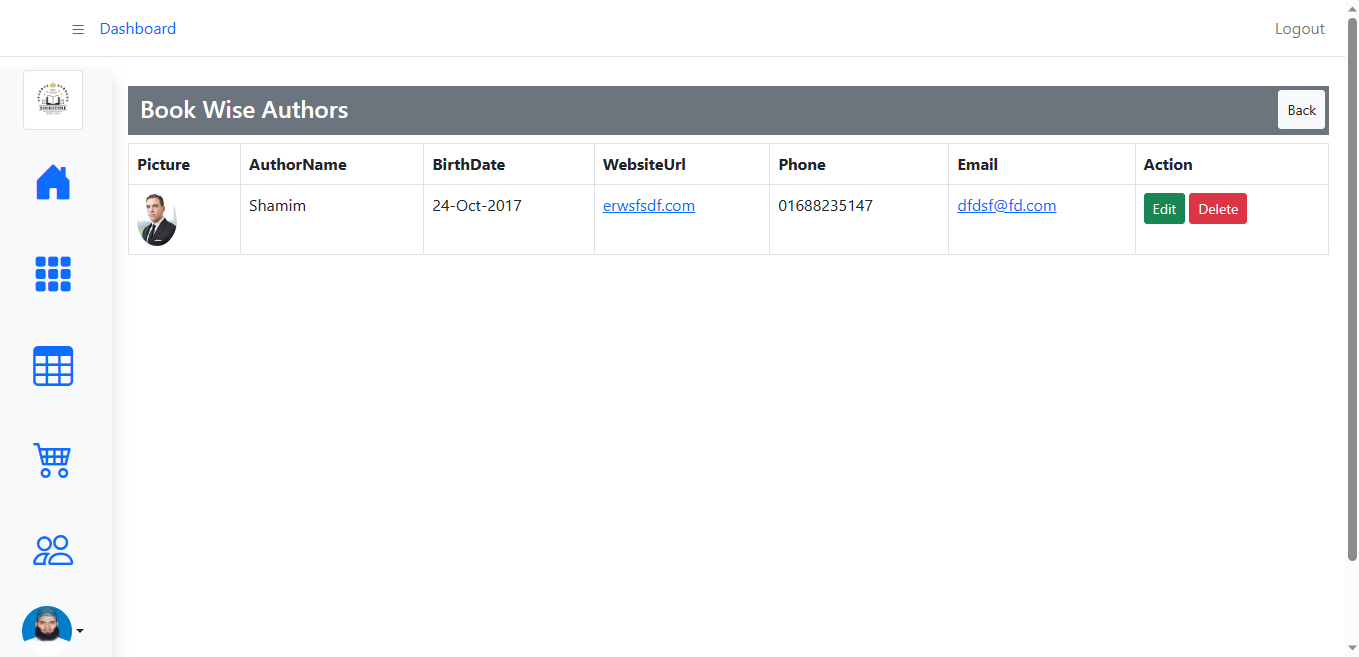 Dashboard
Logout
BOOKSTORE
Book Wise Authors
Back
Picture AuthorName BirthDate WebsiteUrl Phone Email Action
Shamim 24-Oct-2017 erwsfsdf.com 01688235147 dfdsf@fd.com Edit Delete